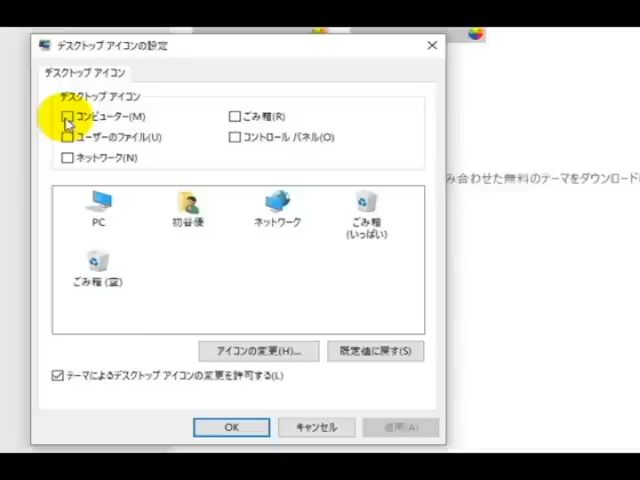 デスクトップ アイコンの設定
デスクトップ アイコン
デスクトップ アイコン
コンピューター(M)
ごみ箱(R)
ユーザーのファイル(U)
コントロール パネル(O)
ネットワーク(N)
み合わせた無料のテーマをダウンロード
PC
初谷優
ネットワーク
ごみ箱
(いっぱい)
ごみ箱 (空)
アイコンの変更(H)...
既定値に戻す(S)
テーマによるデスクトップ アイコンの変更を許可する(L)
OK
キャンセル
適用(A)